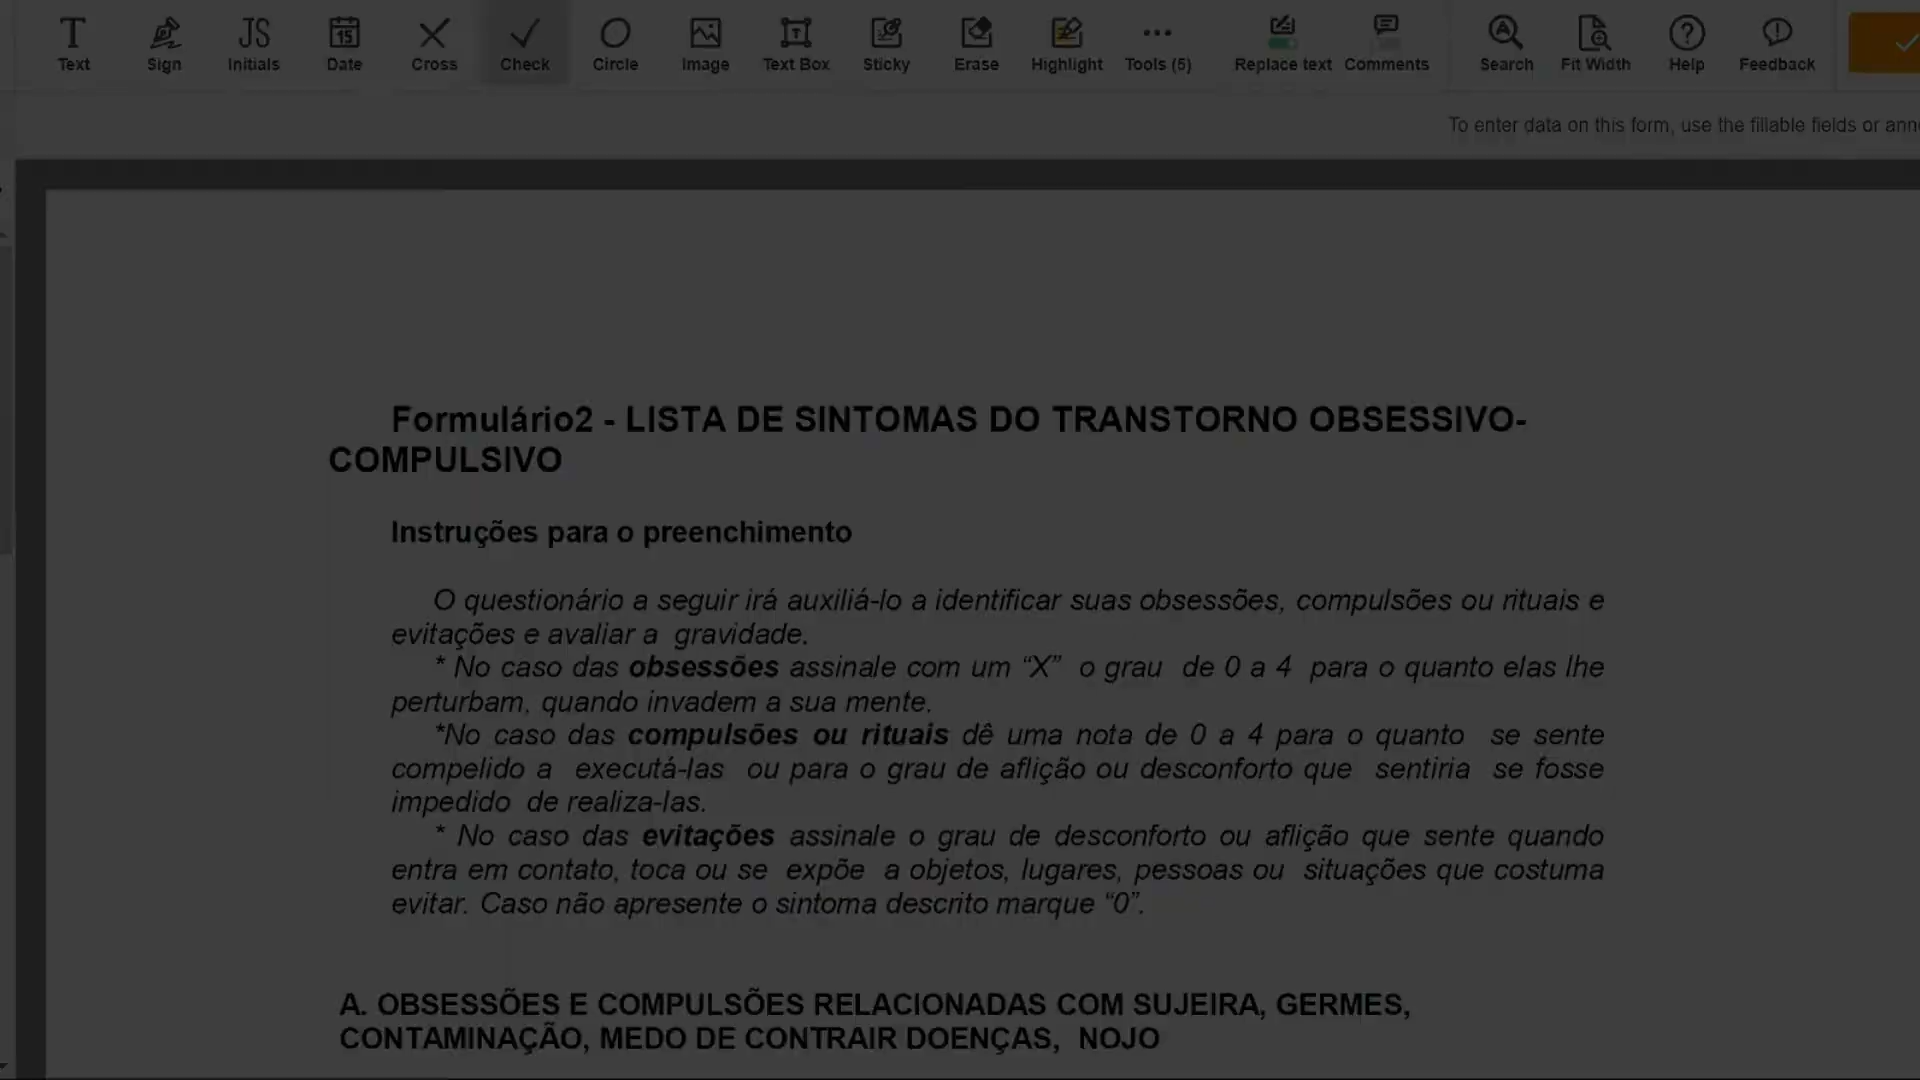 Text Sign Initials Date Cross Check Circle Image Text Box Sticky Erase Highlight Tools (5) Replace text Comments Search Fit Width Help Feedback
To enter data on this form, use the fillable fields or
Formulário2 - LISTA DE SINTOMAS DO TRANSTORNO OBSESSIVO-
COMPULSIVO
Instruções para o preenchimento
O questionário a seguir irá auxiliá-lo a identificar suas obsessões, compulsões ou rituais e
evitações e avaliar a gravidade.
* No caso das obsessões assinale com um “X” o grau de 0 a 4 para o quanto elas lhe
perturbam, quando invadem a sua mente.
*No caso das compulsões ou rituais dê uma nota de 0 a 4 para o quanto se sente
compelido a executá-las ou para o grau de aflição ou desconforto que sentiria se fosse
impedido de realiza-las.
* No caso das evitações assinale o grau de desconforto ou aflição que sente quando
entra em contato, toca ou se expõe a objetos, lugares, pessoas ou situações que costuma
evitar. Caso não apresente o sintoma descrito marque “0”.
A. OBSESSÕES E COMPULSÕES RELACIONADAS COM SUJEIRA, GERMES,
CONTAMINAÇÃO, MEDO DE CONTRAIR DOENÇAS, NOJO